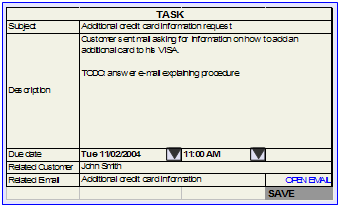 TASK
Subject Additional credit card information request
Customer sent mail asking for information on how to add an
additional card to his VISA.
TODO: answer e-mail explaining procedure
Description
Due date Tue 11/02/2004 11:00 AM
Related Customer John Smith
Related Email Additional credit card information OPEN EMAIL
SAVE